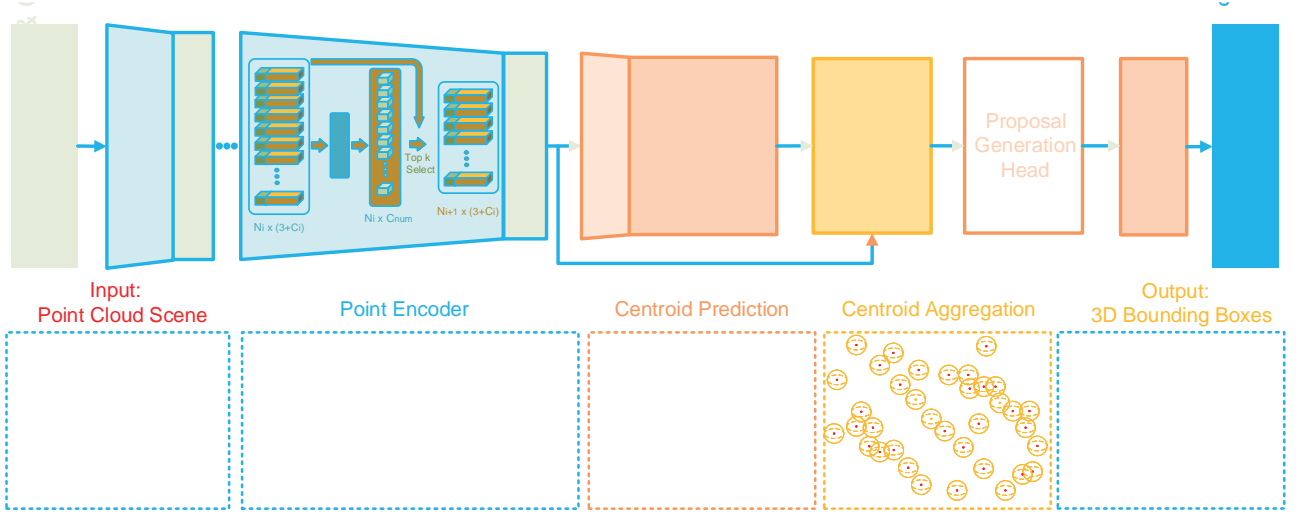 Proposal
Generation
Head
Top k
Select
Ni x (3+Ci)
Ni x Cnum
Ni+1 x (3+Ci)
Input:
Point Cloud Scene
Point Encoder
Centroid Prediction
Centroid Aggregation
Output:
3D Bounding Boxes